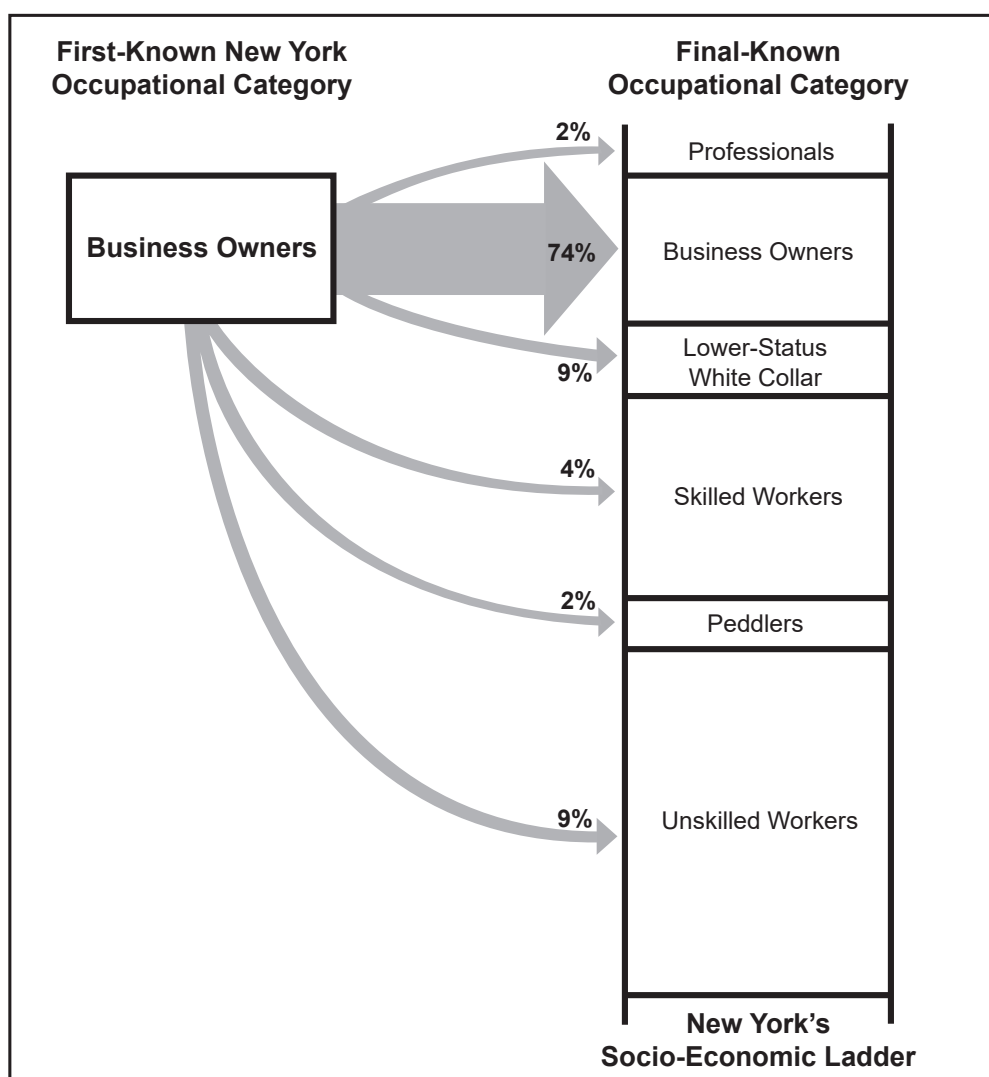 First-Known New York
Occupational Category
Final-Known
Occupational Category
2%
Professionals
Business Owners
74%
Business Owners
9%
Lower-Status
White Collar
4%
Skilled Workers
2%
Peddlers
9%
Unskilled Workers
New York's
Socio-Economic Ladder